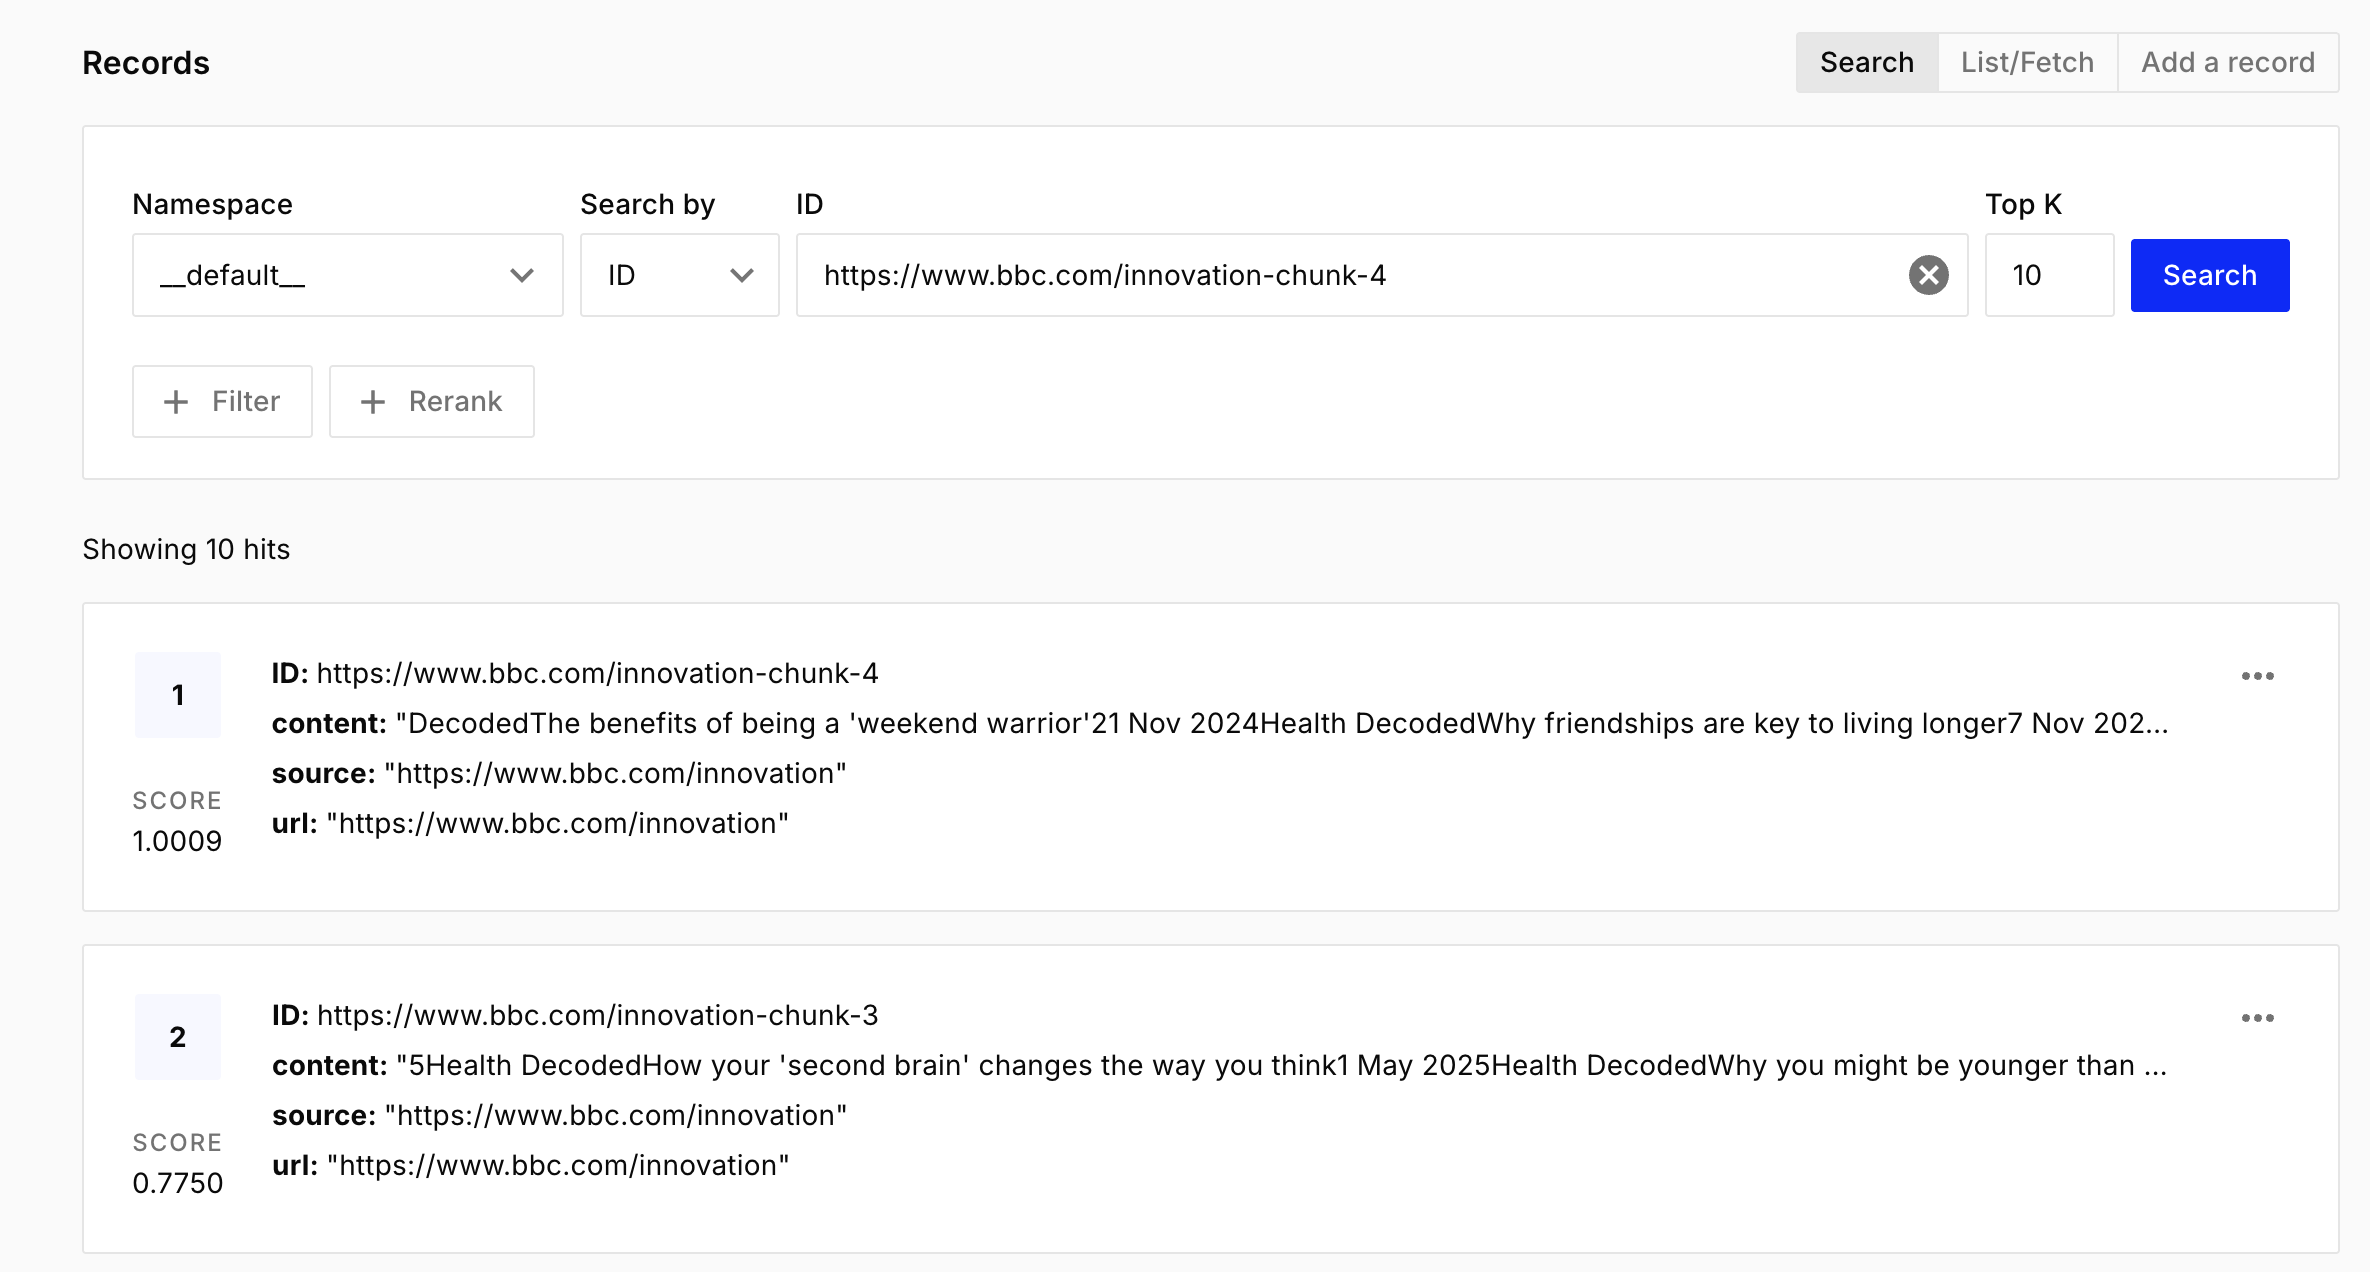 Records
Search
List/Fetch
Add a record
Namespace
Search by
ID
Top K
__default__
ID
https://www.bbc.com/innovation-chunk-4
10
Search
+ Filter
+ Rerank
Showing 10 hits
1
ID: https://www.bbc.com/innovation-chunk-4
content: "DecodedThe benefits of being a 'weekend warrior'21 Nov 2024Health DecodedWhy friendships are key to living longer7 Nov 202...
source: "https://www.bbc.com/innovation"
url: "https://www.bbc.com/innovation"
SCORE
1.0009
2
ID: https://www.bbc.com/innovation-chunk-3
content: "5Health DecodedHow your 'second brain' changes the way you think1 May 2025Health DecodedWhy you might be younger than ...
source: "https://www.bbc.com/innovation"
url: "https://www.bbc.com/innovation"
SCORE
0.7750